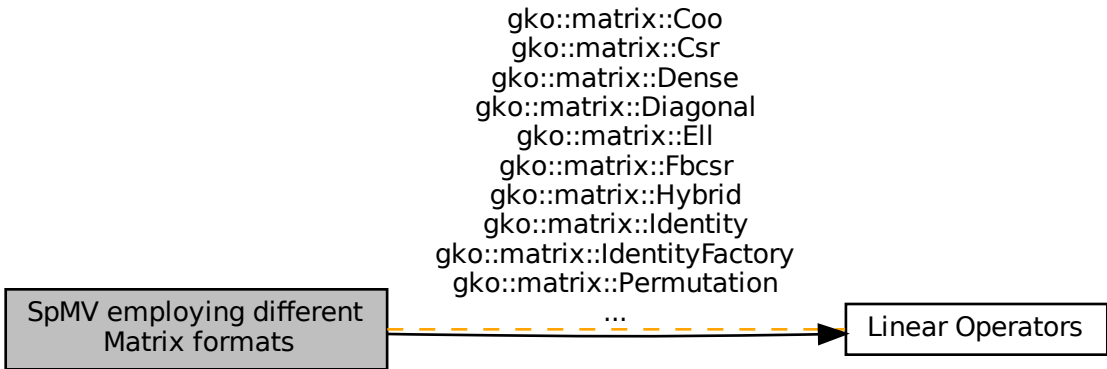 gko::matrix::Coo
gko::matrix::Csr
gko::matrix::Dense
gko::matrix::Diagonal
gko::matrix::Ell
gko::matrix::Fbcsr
gko::matrix::Hybrid
gko::matrix::Identity
gko::matrix::IdentityFactory
gko::matrix::Permutation
...
SpMV employing different
Matrix formats
Linear Operators